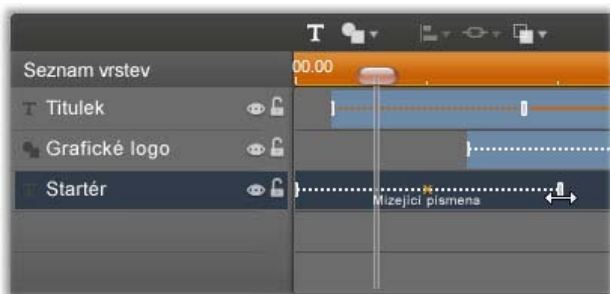 T
Seznam vrstev
00.00
T Titulek
Grafické logo
T Startér
Mizející písmena